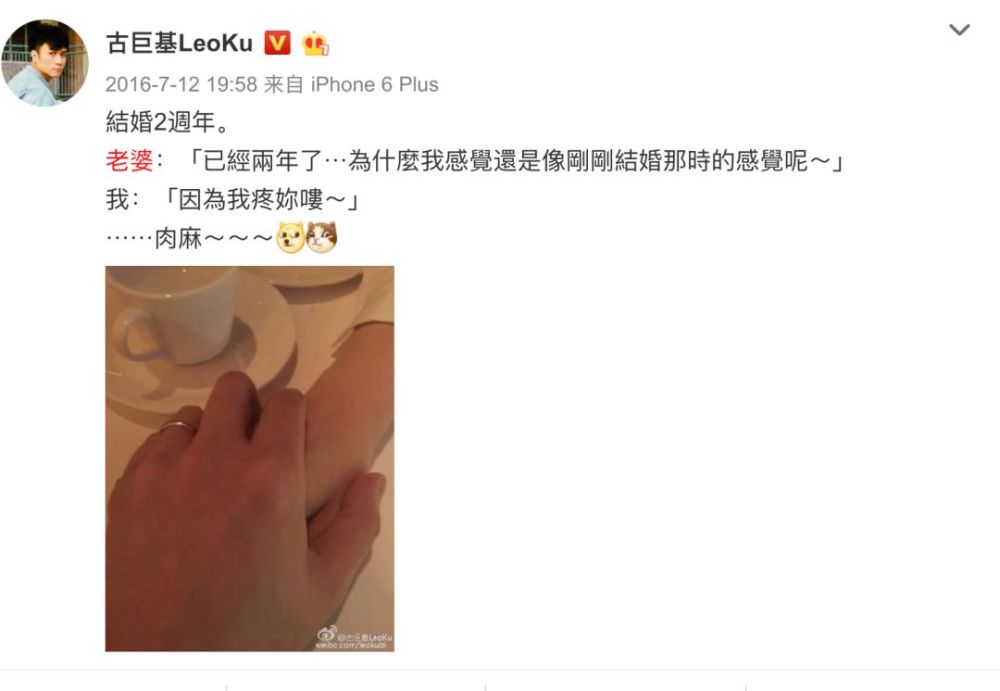 古巨基LeoKu V
2016-7-12 19:58 来自 iPhone 6 Plus
結婚2週年。
老婆：「已經兩年了⋯為什麼我感覺還是像剛剛結婚那時的感覺呢～」
我：「因為我疼妳嘍～」
⋯⋯肉麻～～～
@古巨基LeoKu
weibo.com/leokubi